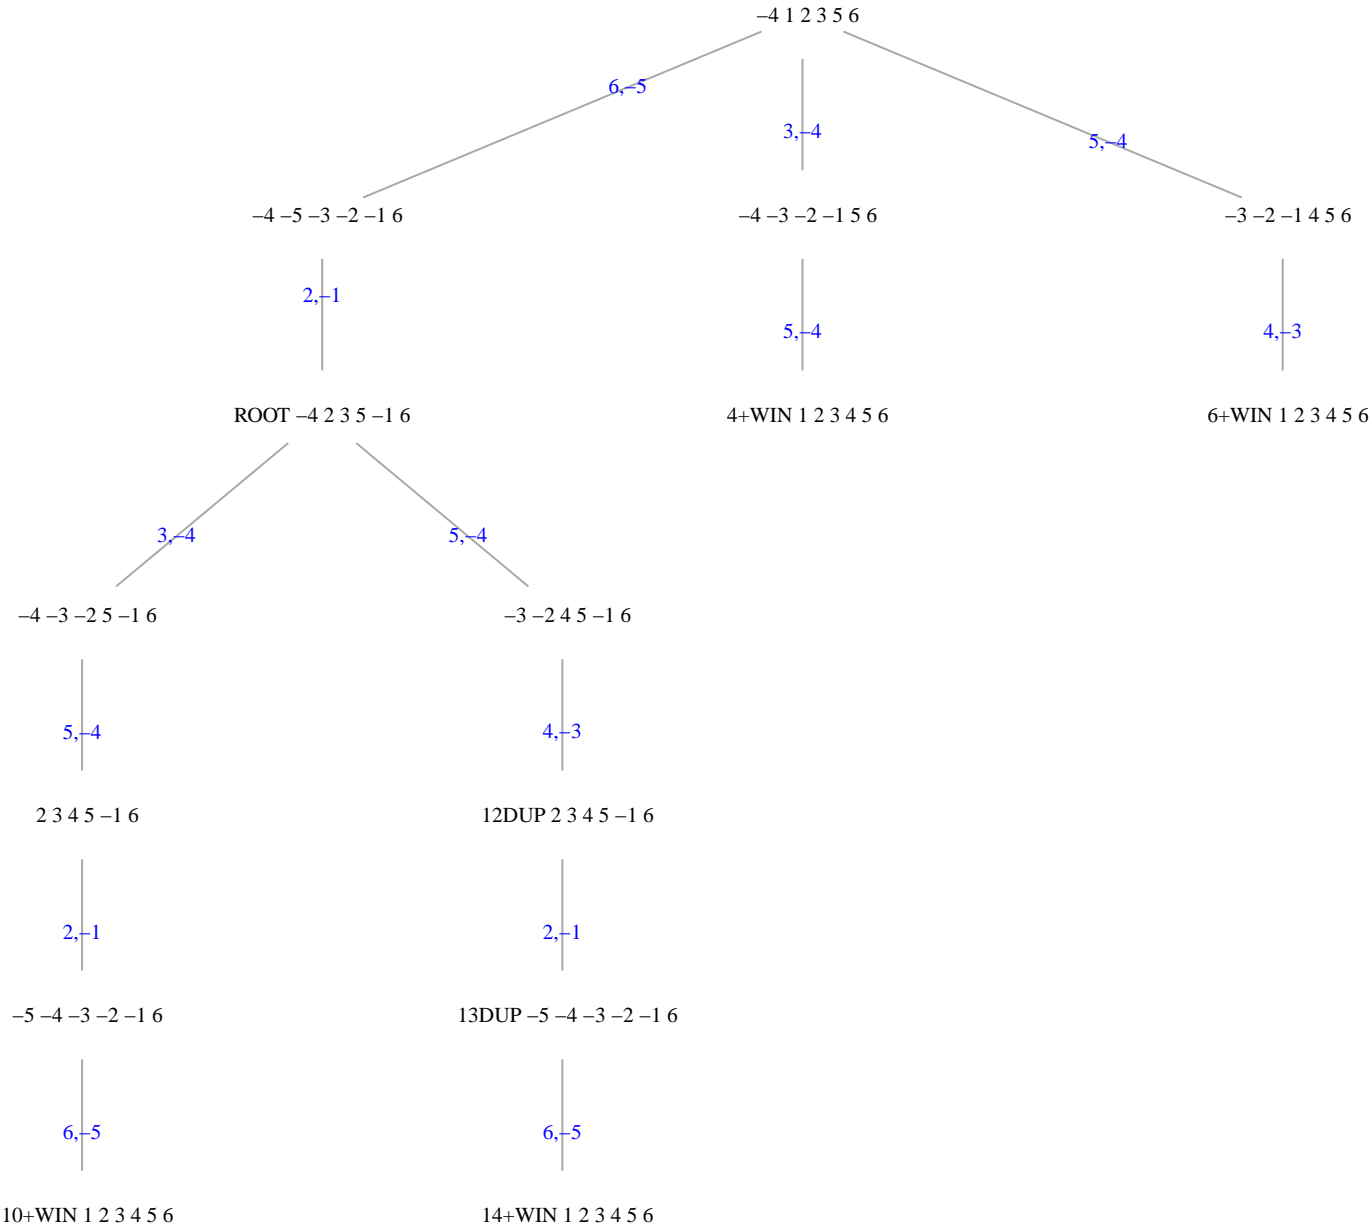 –4 1 2 3 5 6
6,–5
3,–4
5,–4
–4 –5 –3 –2 –1 6
–4 –3 –2 –1 5 6
–3 –2 –1 4 5 6
2,–1
5,–4
4,–3
ROOT –4 2 3 5 –1 6
4+WIN 1 2 3 4 5 6
6+WIN 1 2 3 4 5 6
3,–4
5,–4
–4 –3 –2 5 –1 6
–3 –2 4 5 –1 6
5,–4
4,–3
2 3 4 5 –1 6
12DUP 2 3 4 5 –1 6
2,–1
2,–1
–5 –4 –3 –2 –1 6
13DUP –5 –4 –3 –2 –1 6
6,–5
6,–5
10+WIN 1 2 3 4 5 6
14+WIN 1 2 3 4 5 6